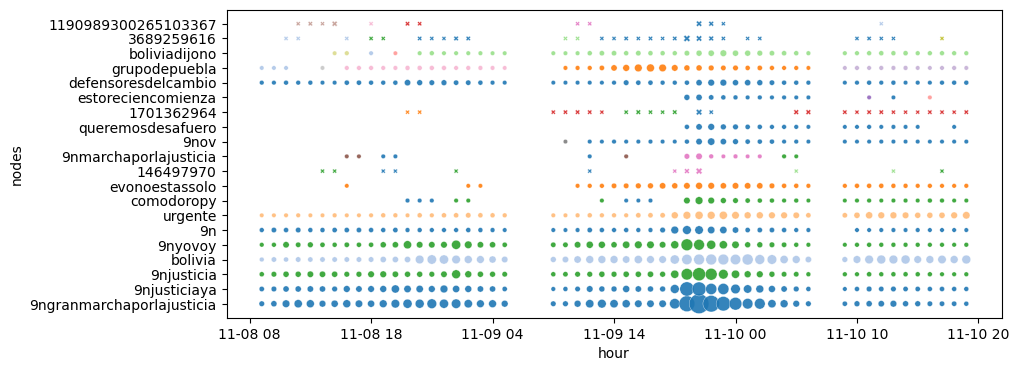 1190989300265103367
3689259616
boliviadijono
grupodepuebla
defensoresdelcambio
estoreciencomienza
1701362964
queremosdesafuero
9nov
9nmarchaporlajusticia
146497970
evonoestassolo
comodoropy
urgente
9n
9nyovoy
bolivia
9njusticia
9njusticiaya
9ngranmarchaporlajusticia
nodes
11-08 08
11-08 18
11-09 04
11-09 14
11-10 00
11-10 10
11-10 20
hour